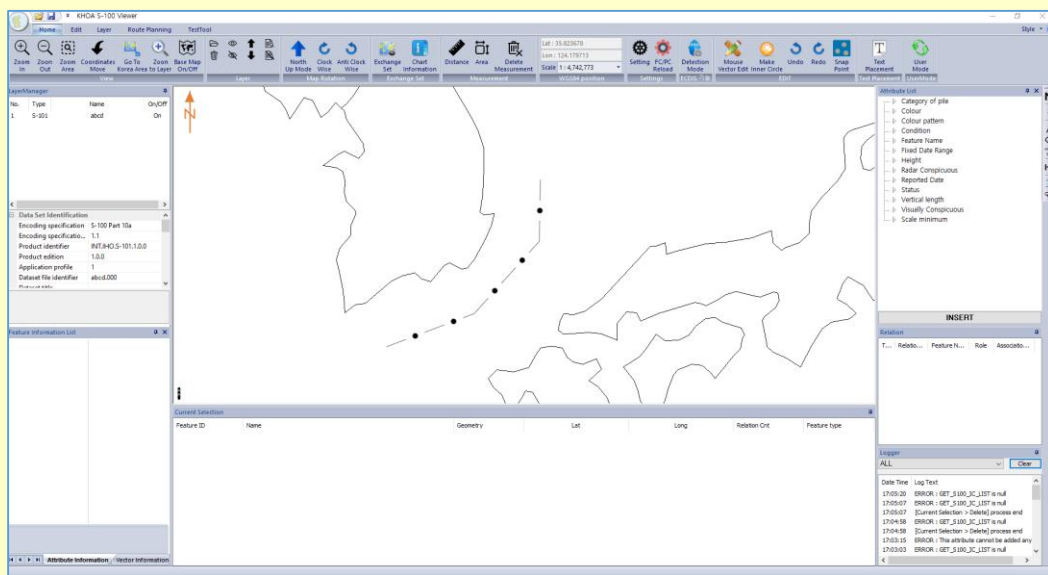 KHOA S-100 Viewer
Home Edit Layer Route Planning TestTool Style
Zoom In Zoom Out Zoom Area Coordinates Move Go To Korea Area Zoom to Layer Base Map On/Off
North Up Mode Clock Wise Anti Clock Wise Exchange Set Chart Information Distance Area Delete Measurement
Lat : 35.823678
Lon : 124.179713
Scale 1 : 4,742,773
Setting FC/PC Reload Detection Mode Mouse Vector Edit Make Inner Circle Undo Redo Snap Point Text Placement User Mode
View Layer Map Rotation Exchange Set Measurement WGS84 position Settings ECDIS EDIT Text Placement UserMode
LayerManager
No. Type Name On/Off
1 S-101 abcd On
Data Set Identification
Encoding specification S-100 Part 10a
Encoding specificatio... 1.1
Product identifier INT.IHO.S-101.1.0.0
Product edition 1.0.0
Application profile 1
Dataset file identifier abcd.000
Dataset title
Feature Information List
Attribute Information Vector Information
N
Current Selection
Feature ID Name Geometry Lat Long Relation Cnt Feature type
Attribute List
Category of pile
Colour
Colour pattern
Condition
Feature Name
Fixed Date Range
Height
Radar Conspicuous
Reported Date
Status
Vertical length
Visually Conspicuous
Scale minimum
INSERT
Relation
T... Relatio... Feature N... Role Associatio...
Logger
ALL Clear
Date Time Log Text
17:05:20 ERROR : GET_S100_IC_LIST is null
17:05:07 ERROR : GET_S100_IC_LIST is null
17:05:07 [Current Selection > Delete] process end
17:04:58 ERROR : GET_S100_IC_LIST is null
17:04:58 [Current Selection > Delete] process end
17:03:15 ERROR : This attribute cannot be added any
17:03:03 ERROR : GET_S100_IC_LIST is null